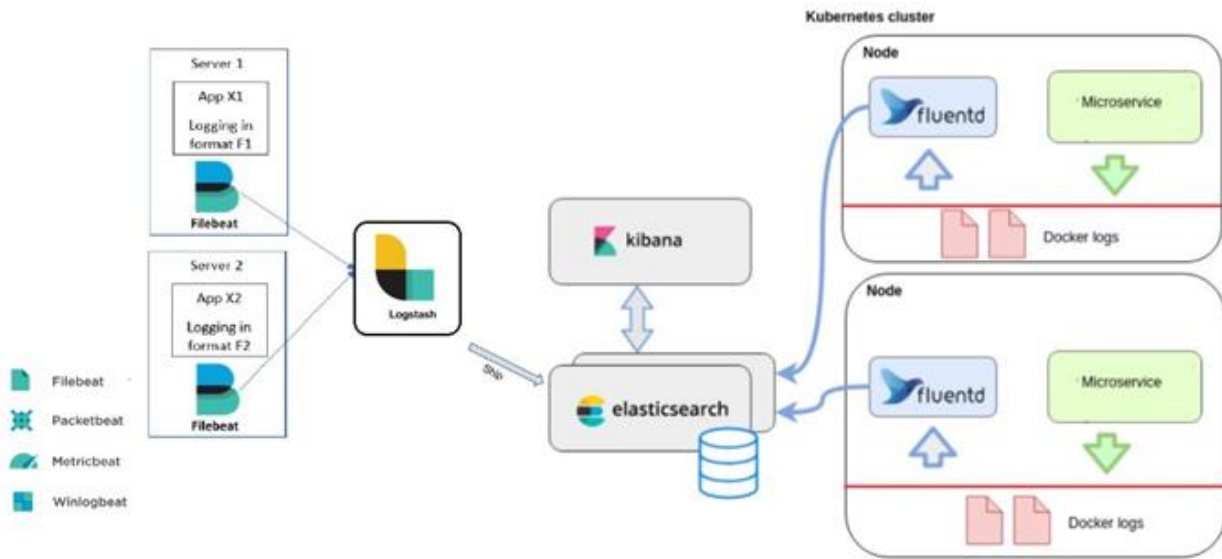 Kubernetes cluster
Server 1
App X1
Logging in
format F1
Filebeat
Server 2
App X2
Logging in
format F2
Filebeat
Filebeat
Packetbeat
Metricbeat
Winlogbeat
Logstash
Ship
kibana
elasticsearch
Node
fluentd
Microservice
Docker logs
Node
fluentd
Microservice
Docker logs